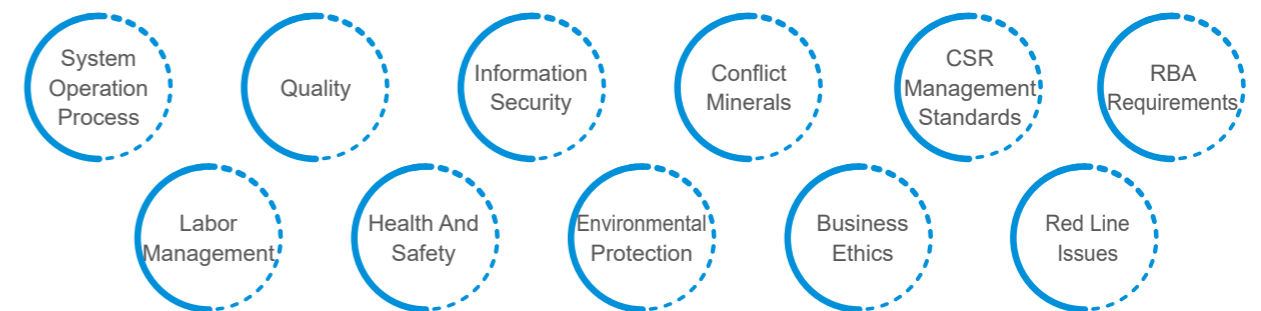 System
Operation
Process
Quality
Information
Security
Conflict
Minerals
CSR
Management
Standards
RBA
Requirements
Labor
Management
Health And
Safety
Environmental
Protection
Business
Ethics
Red Line
Issues